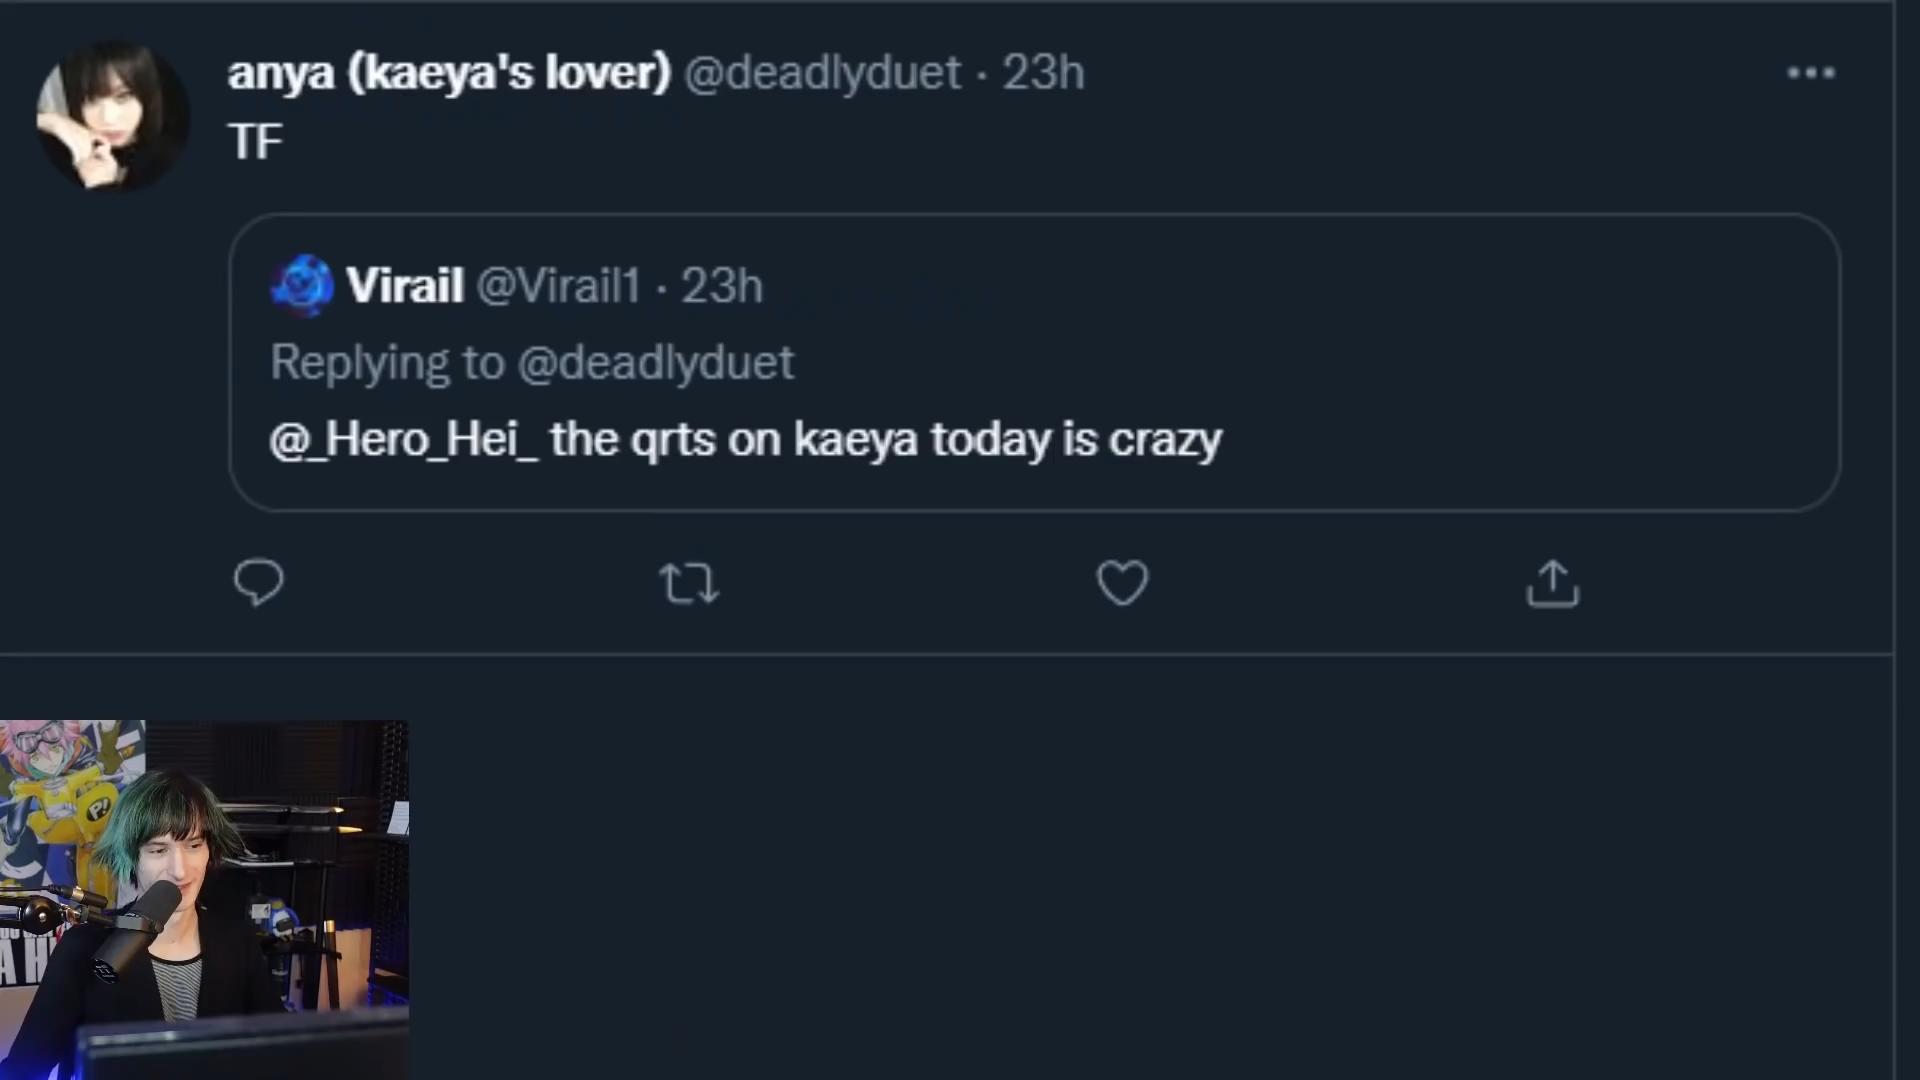 anya (kaeya's lover) @deadlyduet · 23h
TF
Virail @Virail1 · 23h
Replying to @deadlyduet
@_Hero_Hei_ the qrts on kaeya today is crazy
P!
A H